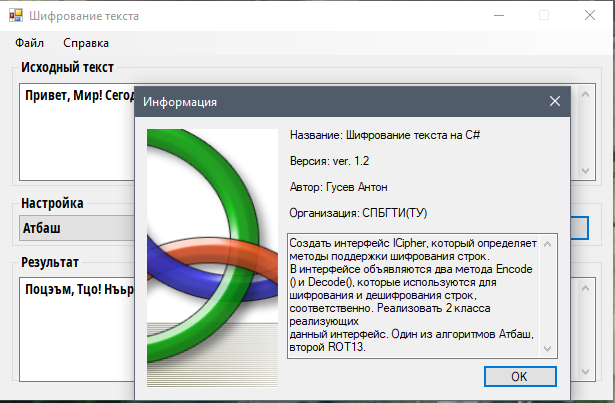 Шифрование текста
Файл Справка
Исходный текст
Привет, Мир! Сегод
Настройка
Атбаш
Результат
Поцэъм, Тцо! Нъьр
Информация
Название: Шифрование текста на C#
Версия: ver. 1.2
Автор: Гусев Антон
Организация: СПБГТИ(ТУ)
Создать интерфейс ICipher, который определяет
методы поддержки шифрования строк.
В интерфейсе объявляются два метода Encode
() и Decode(), которые используются для
шифрования и дешифрования строк,
соответственно. Реализовать 2 класса
реализующих
данный интерфейс. Один из алгоритмов Атбаш,
второй ROT13.
OK